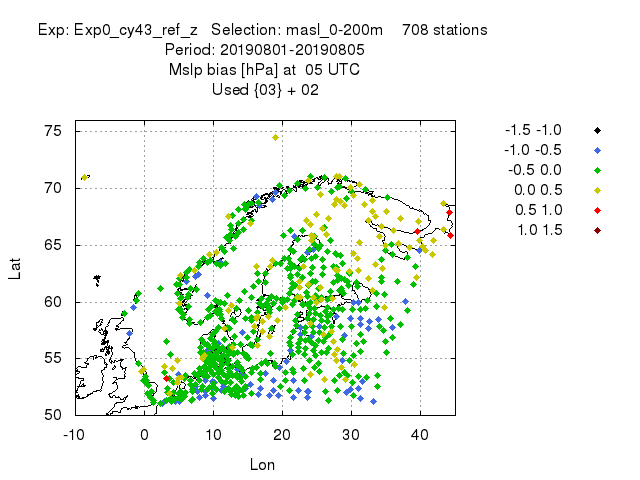 Exp: Exp0_cy43_ref_z   Selection: masl_0-200m    708 stations
Period: 20190801-20190805
Mslp bias [hPa] at  05 UTC
Used {03} + 02
-1.5 -1.0
-1.0 -0.5
-0.5 0.0
0.0 0.5
0.5 1.0
1.0 1.5
75
70
65
60
55
50
Lat
-10 0 10 20 30 40
Lon